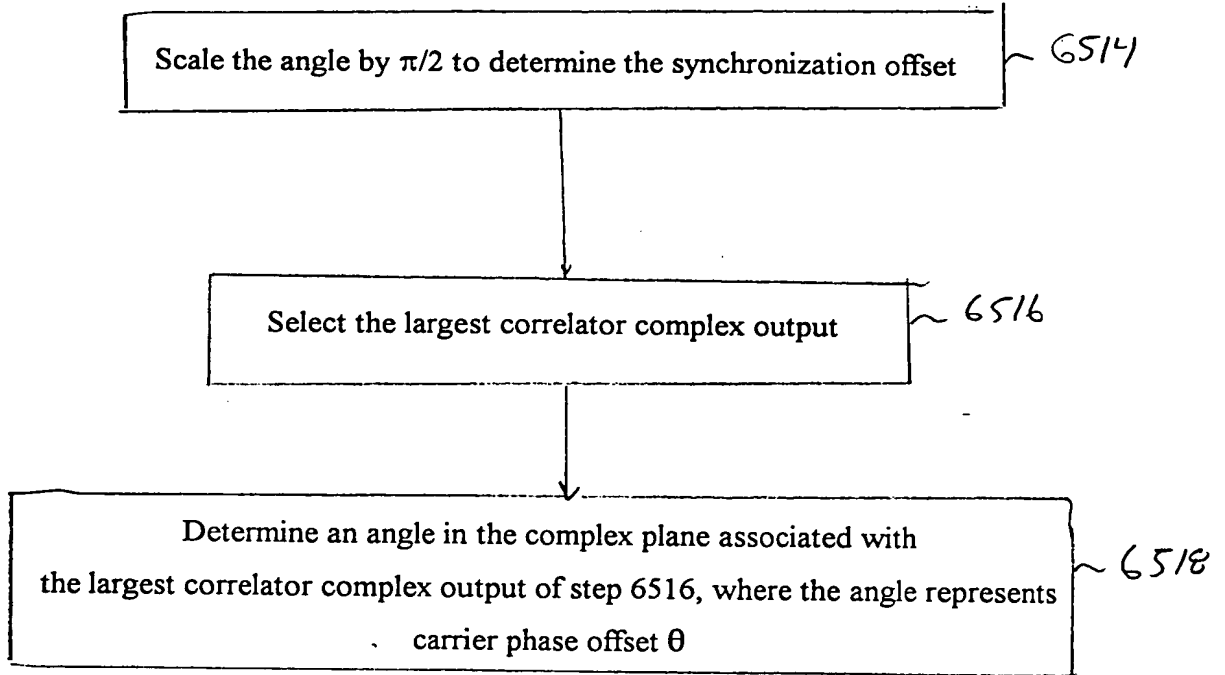 Scale the angle by π/2 to determine the synchronization offset
6514
Select the largest correlator complex output
6516
Determine an angle in the complex plane associated with
the largest correlator complex output of step 6516, where the angle represents
carrier phase offset θ
6518